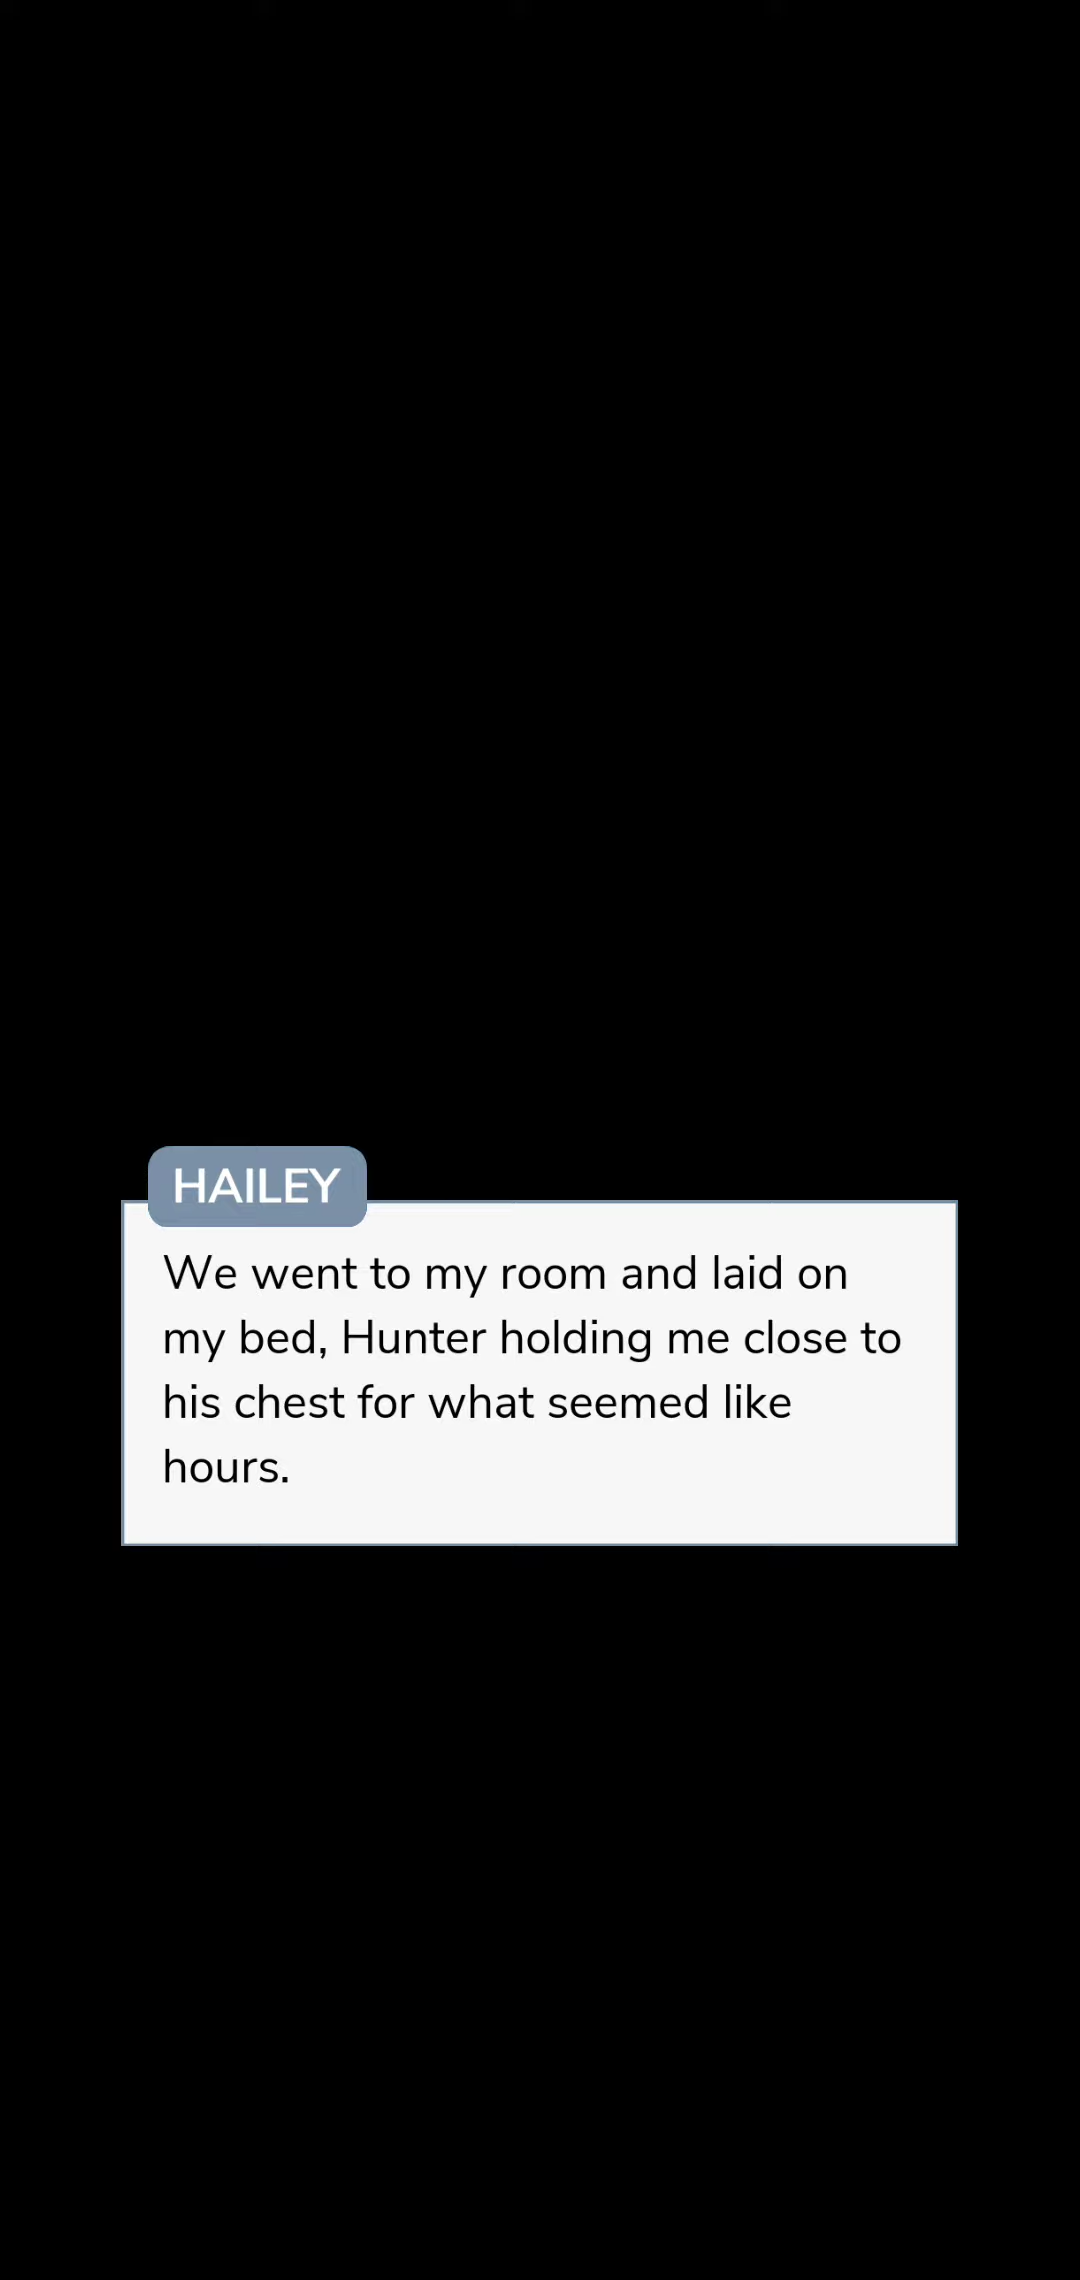 HAILEY
We went to my room and laid on
my bed, Hunter holding me close to
his chest for what seemed like
hours.